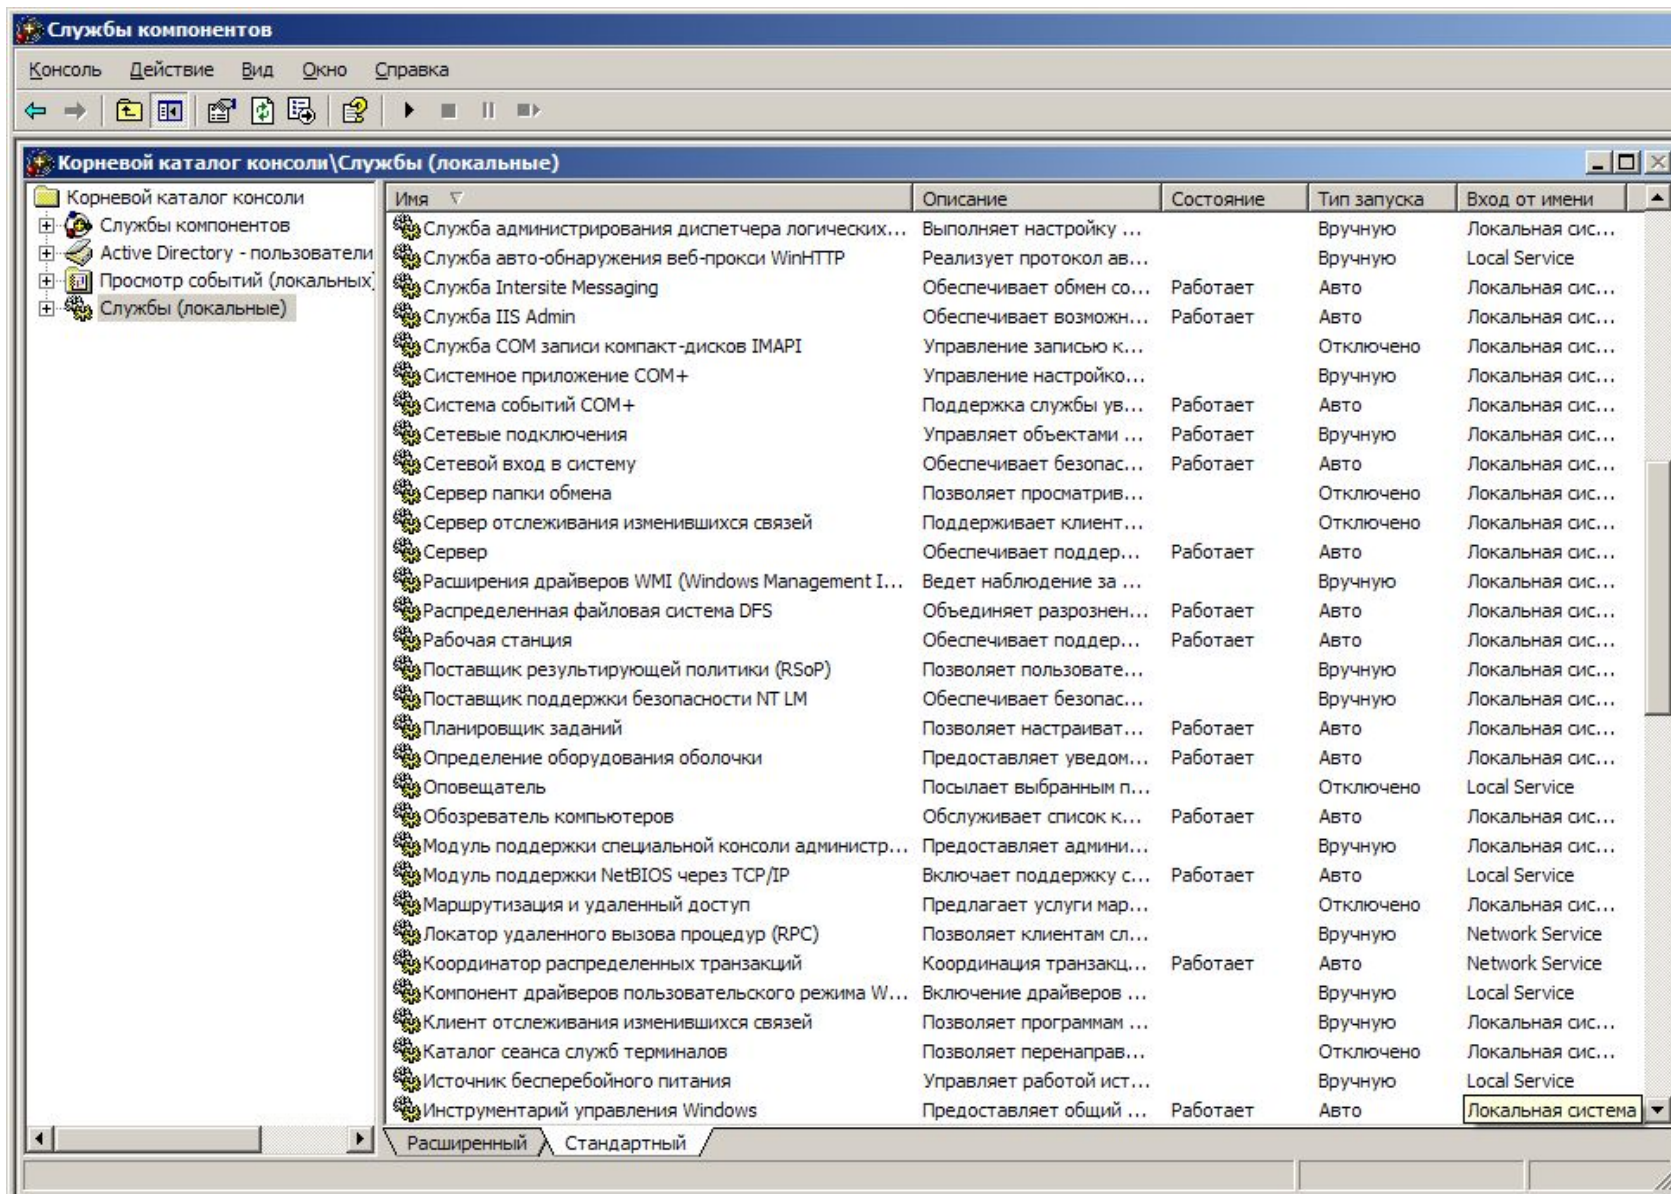 Службы компонентов
Консоль Действие Вид Окно Справка
Корневой каталог консоли\Службы (локальные)
Корневой каталог консоли
Службы компонентов
Active Directory - пользователи
Просмотр событий (локальных)
Службы (локальные)
Имя Описание Состояние Тип запуска Вход от имени
Служба администрирования диспетчера логических... Выполняет настройку ... Вручную Локальная сис...
Служба авто-обнаружения веб-прокси WinHTTP Реализует протокол ав... Вручную Local Service
Служба Intersite Messaging Обеспечивает обмен со... Работает Авто Локальная сис...
Служба IIS Admin Обеспечивает возможн... Работает Авто Локальная сис...
Служба COM записи компакт-дисков IMAPI Управление записью к... Отключено Локальная сис...
Системное приложение COM+ Управление настройко... Вручную Локальная сис...
Система событий COM+ Поддержка службы ув... Работает Авто Локальная сис...
Сетевые подключения Управляет объектами ... Работает Вручную Локальная сис...
Сетевой вход в систему Обеспечивает безопас... Работает Авто Локальная сис...
Сервер папки обмена Позволяет просматрив... Отключено Локальная сис...
Сервер отслеживания изменившихся связей Поддерживает клиент... Отключено Локальная сис...
Сервер Обеспечивает поддер... Работает Авто Локальная сис...
Расширения драйверов WMI (Windows Management I... Ведет наблюдение за ... Вручную Локальная сис...
Распределенная файловая система DFS Объединяет разрознен... Работает Авто Локальная сис...
Рабочая станция Обеспечивает поддер... Работает Авто Локальная сис...
Поставщик результирующей политики (RSoP) Позволяет пользовате... Вручную Локальная сис...
Поставщик поддержки безопасности NT LM Обеспечивает безопас... Вручную Локальная сис...
Планировщик заданий Позволяет настраиват... Работает Авто Локальная сис...
Определение оборудования оболочки Предоставляет уведом... Работает Авто Локальная сис...
Оповещатель Посылает выбранным п... Отключено Local Service
Обозреватель компьютеров Обслуживает список к... Работает Авто Локальная сис...
Модуль поддержки специальной консоли администр... Предоставляет админи... Вручную Локальная сис...
Модуль поддержки NetBIOS через TCP/IP Включает поддержку с... Работает Авто Local Service
Маршрутизация и удаленный доступ Предлагает услуги мар... Отключено Локальная сис...
Локатор удаленного вызова процедур (RPC) Позволяет клиентам сл... Вручную Network Service
Координатор распределенных транзакций Координация транзакц... Работает Авто Network Service
Компонент драйверов пользовательского режима W... Включение драйверов ... Вручную Local Service
Клиент отслеживания изменившихся связей Позволяет программам ... Вручную Локальная сис...
Каталог сеанса служб терминалов Позволяет перенаправ... Отключено Локальная сис...
Источник бесперебойного питания Управляет работой ист... Вручную Local Service
Инструментарий управления Windows Предоставляет общий ... Работает Авто Локальная система
Расширенный Стандартный